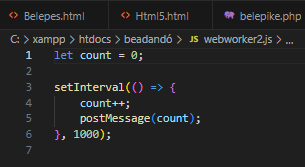 Belepes.html Html5.html belepike.php
C: > xampp > htdocs > beadandó > JS webworker2.js > ...
1 let count = 0;
2
3 setInterval(() => {
4 count++;
5 postMessage(count);
6 }, 1000);
7